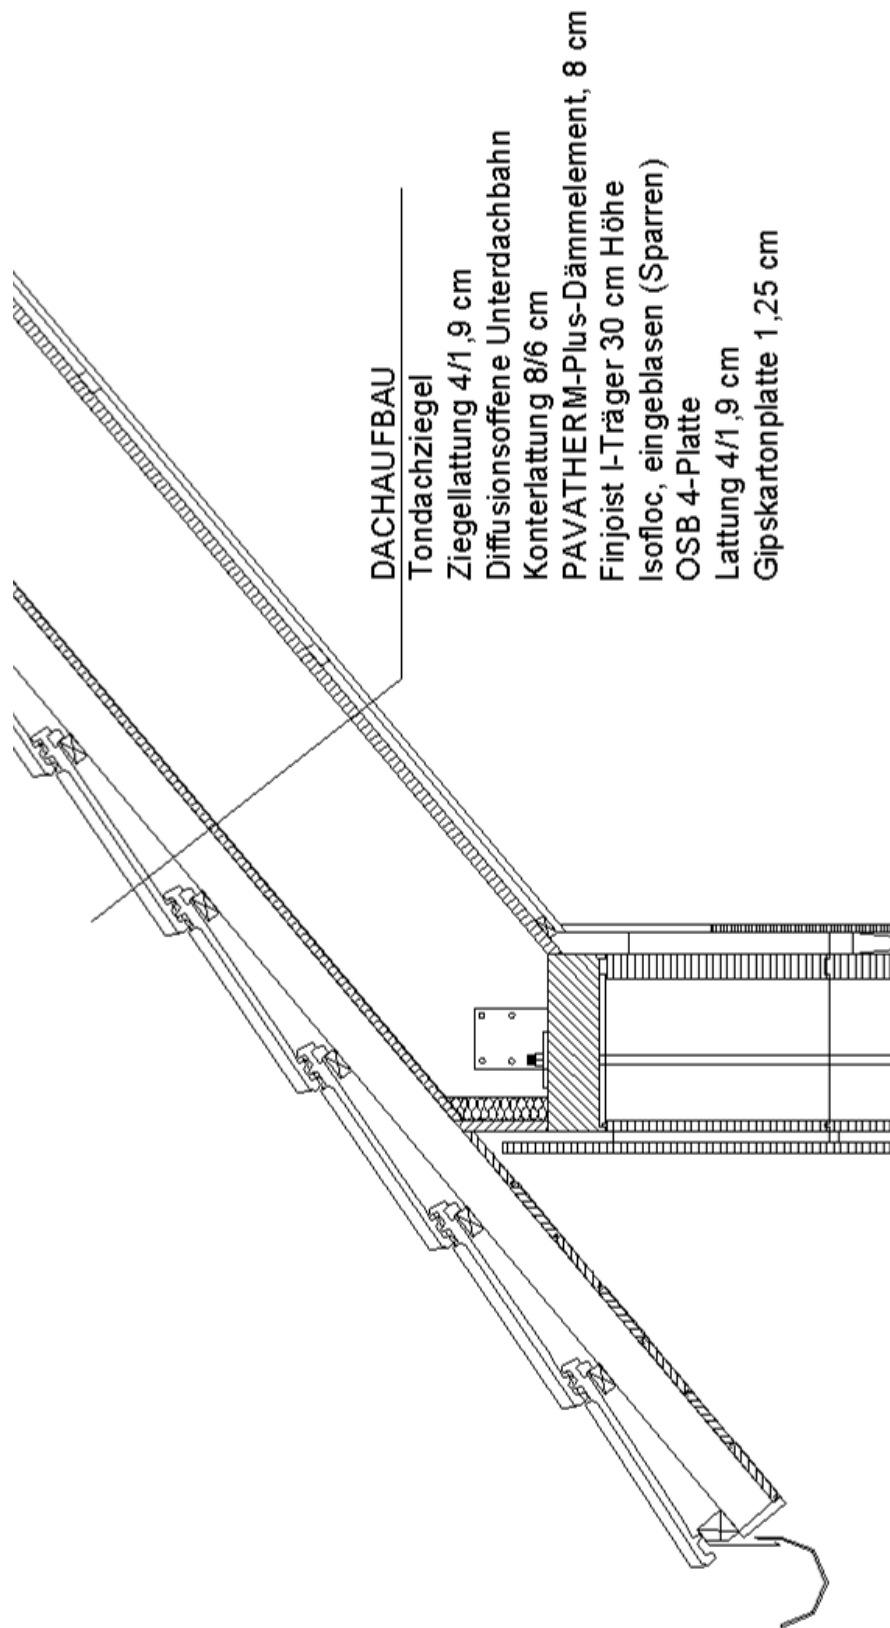 DACHAUFBAU
Tondachziegel
Ziegellattung 4/1,9 cm
Diffusionsoffene Unterdachbahn
Konterlattung 8/6 cm
PAVATHERM-Plus-Dämmelement, 8 cm
Finjoist I-Träger 30 cm Höhe
Isofloc, eingeblasen (Sparren)
OSB 4-Platte
Lattung 4/1,9 cm
Gipskartonplatte 1,25 cm